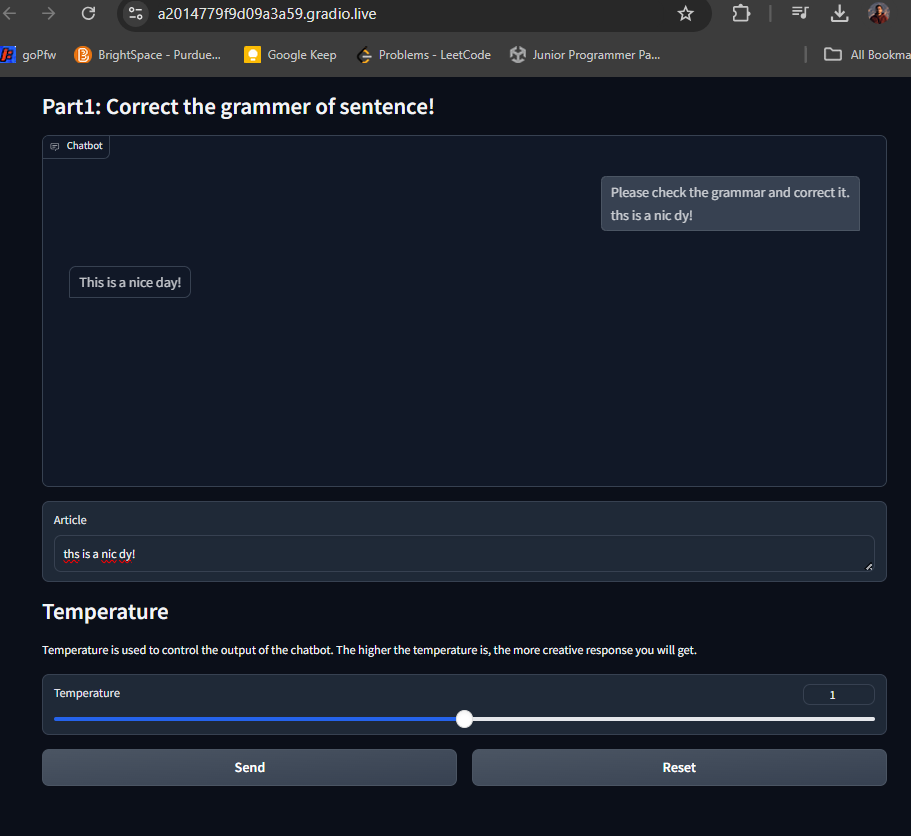 a2014779f9d09a3a59.gradio.live
goPfw
BrightSpace - Purdue...
Google Keep
Problems - LeetCode
Junior Programmer Pa...
All Bookma
Part1: Correct the grammer of sentence!
Chatbot
Please check the grammar and correct it.
ths is a nic dy!
This is a nice day!
Article
ths is a nic dy!
Temperature
Temperature is used to control the output of the chatbot. The higher the temperature is, the more creative response you will get.
Temperature
1
Send
Reset